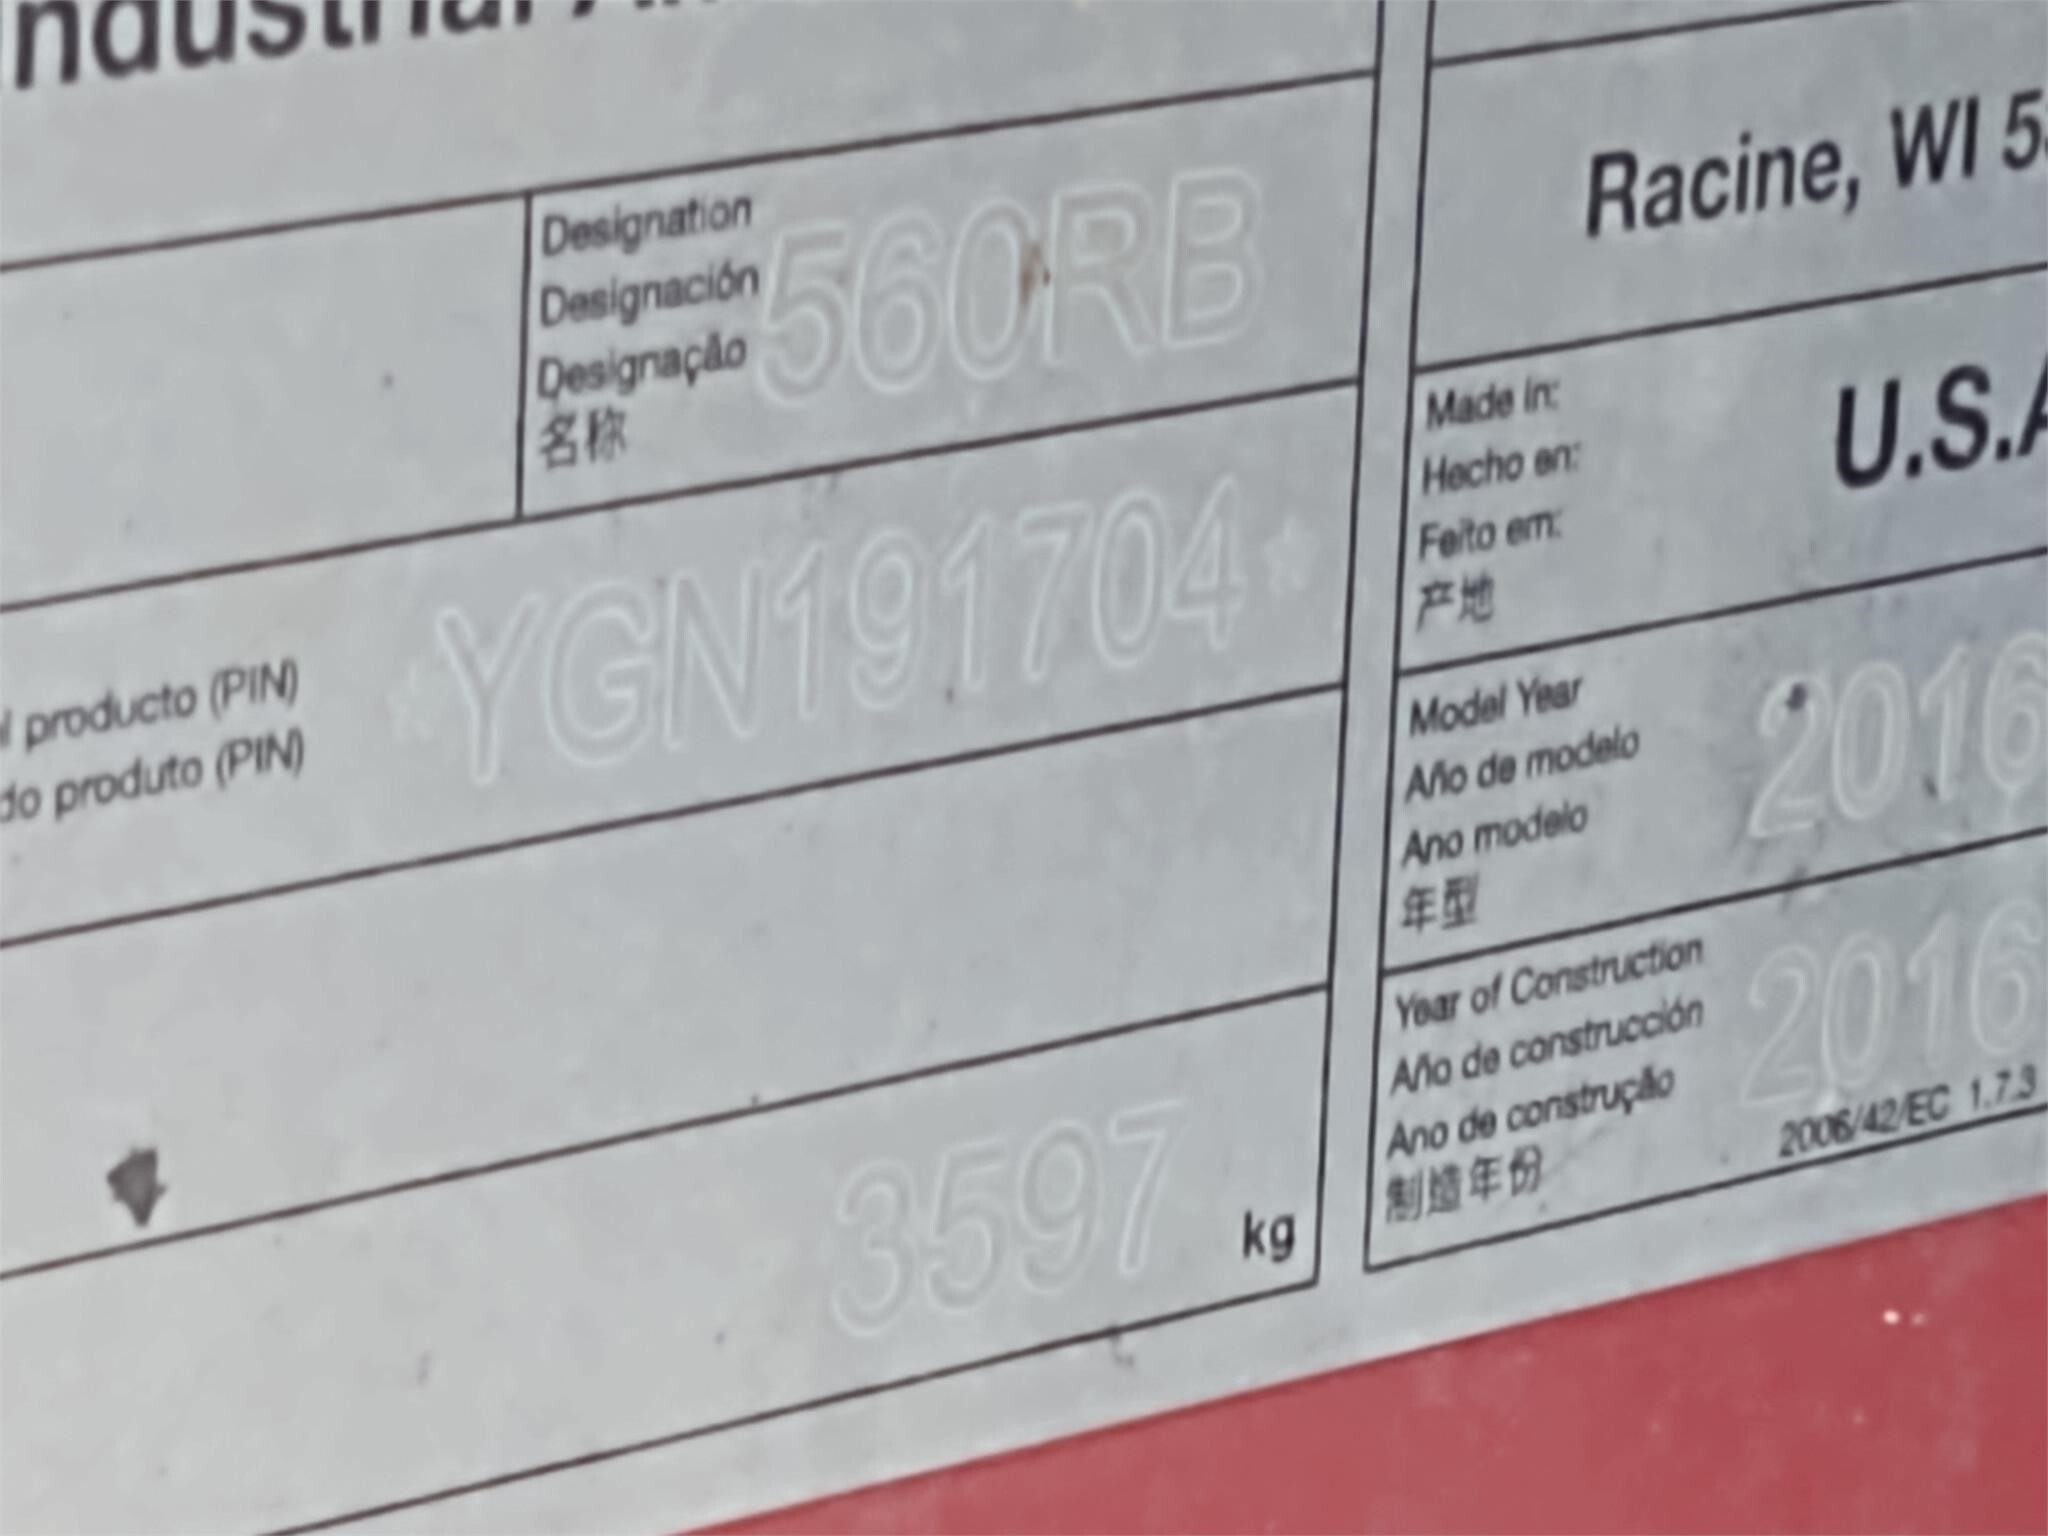 ndustrial A
Designation
Designación
Designação
名称
560RB
l producto (PIN)
do produto (PIN)
*YGN191704*
3597
kg
Racine, WI 5
Made in:
Hecho en:
Feito em:
产地
U.S.A
Model Year
Año de modelo
Ano modelo
年型
2016
Year of Construction
Año de construcción
Ano de construção
制造年份
2016
2006/42/EC 1.7.3